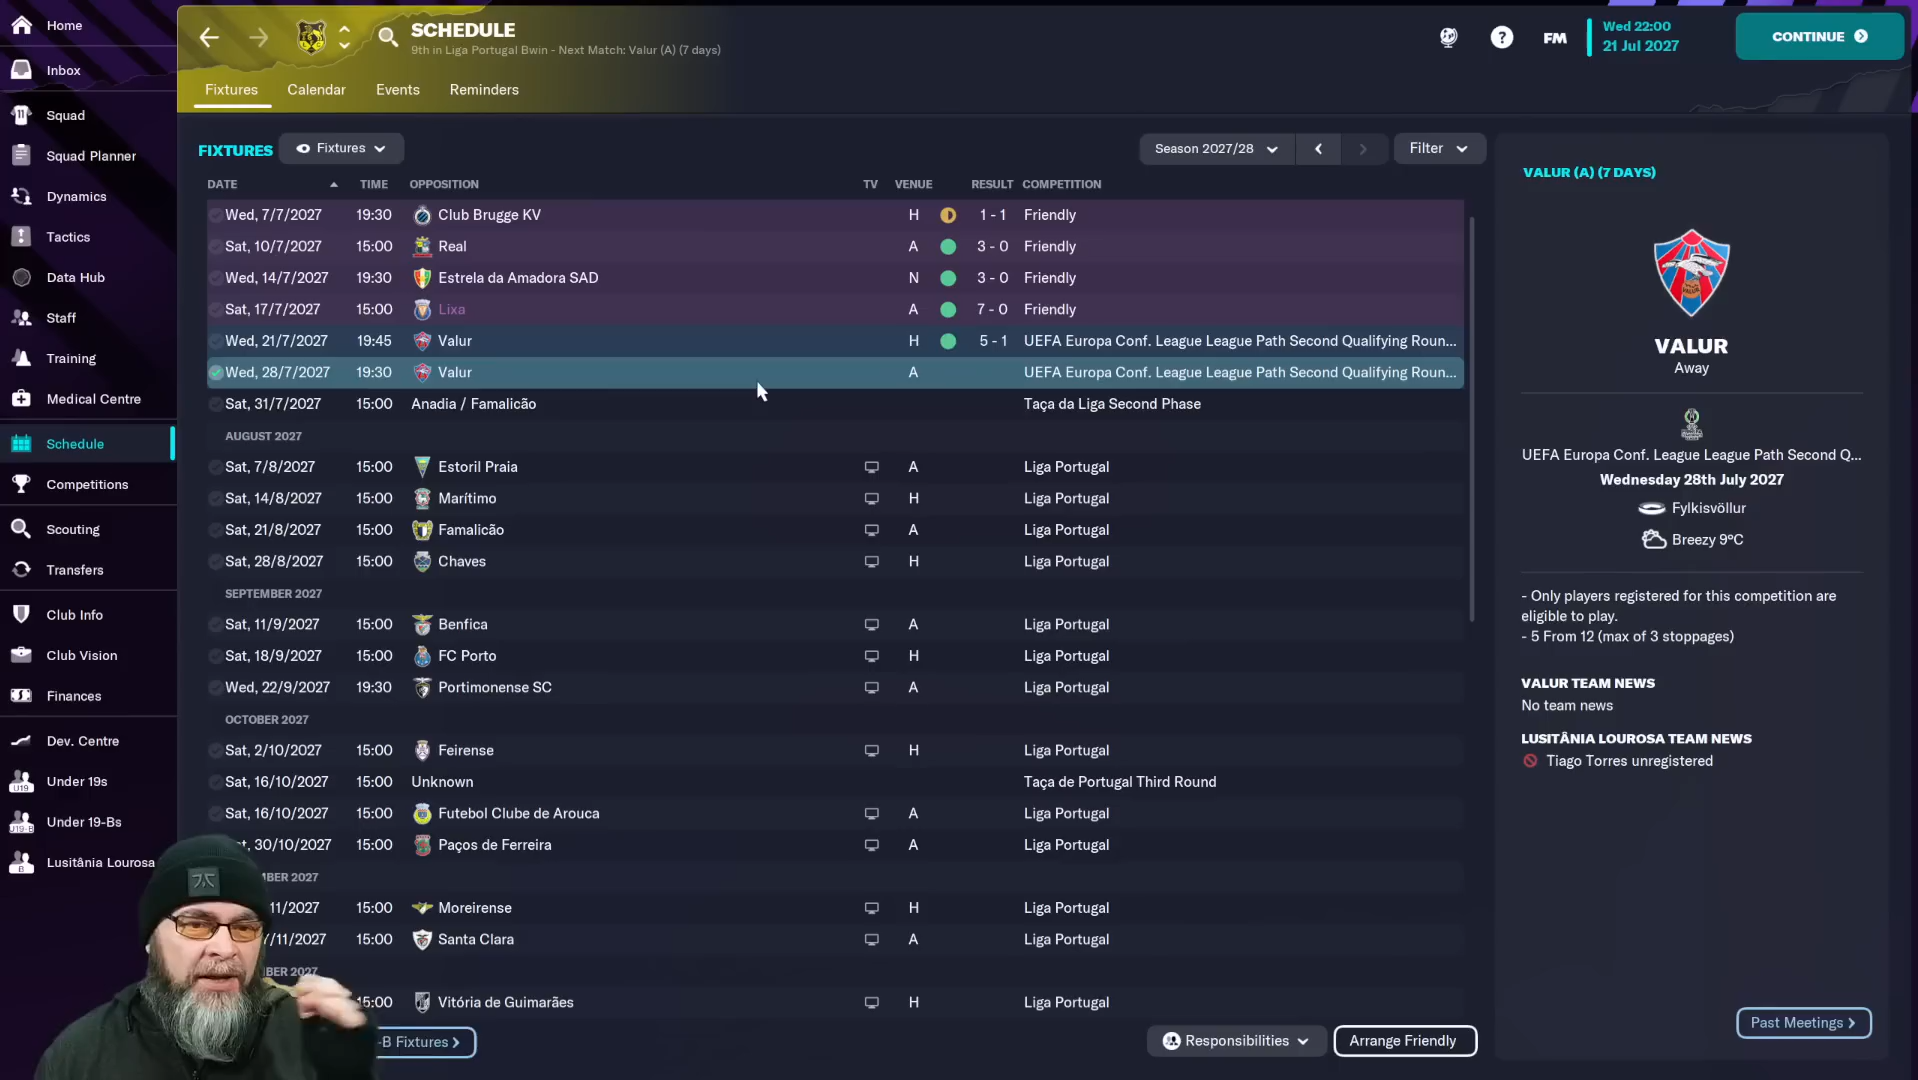 Home
Inbox
Squad
Squad Planner
Dynamics
Tactics
Data Hub
Staff
Training
Medical Centre
Schedule
Competitions
Scouting
Transfers
Club Info
Club Vision
Finances
Dev. Centre
Under 19s
Under 19-Bs
Lusitânia Lourosa
SCHEDULE
9th in Liga Portugal Bwin - Next Match: Valur (A) (7 days)
FM
Wed 22:00
21 Jul 2027
CONTINUE
Fixtures Calendar Events Reminders
FIXTURES Fixtures Season 2027/28 Filter
DATE TIME OPPOSITION TV VENUE RESULT COMPETITION
Wed, 7/7/2027 19:30 Club Brugge KV H 1 - 1 Friendly
Sat, 10/7/2027 15:00 Real A 3 - 0 Friendly
Wed, 14/7/2027 19:30 Estrela da Amadora SAD N 3 - 0 Friendly
Sat, 17/7/2027 15:00 Lixa A 7 - 0 Friendly
Wed, 21/7/2027 19:45 Valur H 5 - 1 UEFA Europa Conf. League League Path Second Qualifying Roun...
Wed, 28/7/2027 19:30 Valur A UEFA Europa Conf. League League Path Second Qualifying Roun...
Sat, 31/7/2027 15:00 Anadia / Famalicão Taça da Liga Second Phase
AUGUST 2027
Sat, 7/8/2027 15:00 Estoril Praia A Liga Portugal
Sat, 14/8/2027 15:00 Marítimo H Liga Portugal
Sat, 21/8/2027 15:00 Famalicão A Liga Portugal
Sat, 28/8/2027 15:00 Chaves H Liga Portugal
SEPTEMBER 2027
Sat, 11/9/2027 15:00 Benfica A Liga Portugal
Sat, 18/9/2027 15:00 FC Porto H Liga Portugal
Wed, 22/9/2027 19:30 Portimonense SC A Liga Portugal
OCTOBER 2027
Sat, 2/10/2027 15:00 Feirense H Liga Portugal
Sat, 16/10/2027 15:00 Unknown Taça de Portugal Third Round
Sat, 16/10/2027 15:00 Futebol Clube de Arouca A Liga Portugal
t, 30/10/2027 15:00 Paços de Ferreira A Liga Portugal
MBER 2027
11/2027 15:00 Moreirense H Liga Portugal
7/11/2027 15:00 Santa Clara A Liga Portugal
BER 2027
15:00 Vitória de Guimarães H Liga Portugal
-B Fixtures
Responsibilities
Arrange Friendly
VALUR (A) (7 DAYS)
VALUR
Away
UEFA Europa Conf. League League Path Second Q...
Wednesday 28th July 2027
Fylkisvöllur
Breezy 9°C
- Only players registered for this competition are
eligible to play.
- 5 From 12 (max of 3 stoppages)
VALUR TEAM NEWS
No team news
LUSITÂNIA LOUROSA TEAM NEWS
Tiago Torres unregistered
Past Meetings